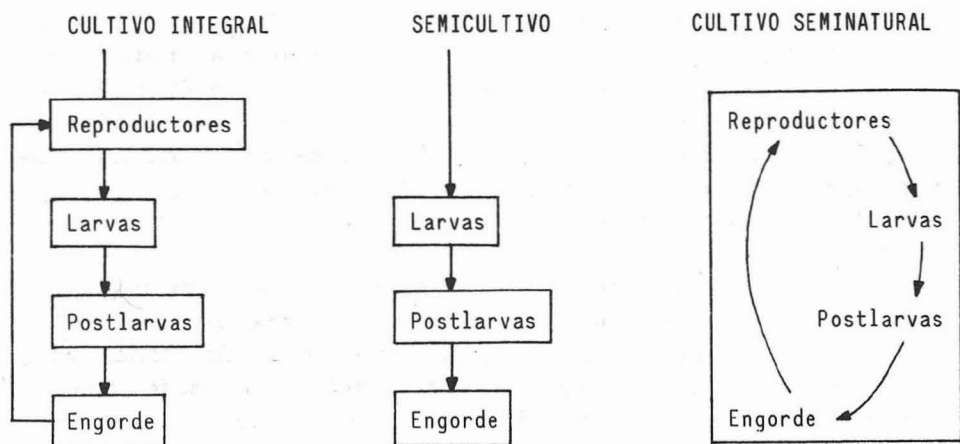 CULTIVO INTEGRAL
Reproductores
Larvas
Postlarvas
Engorde
SEMICULTIVO
Larvas
Postlarvas
Engorde
CULTIVO SEMINATURAL
Reproductores
Larvas
Postlarvas
Engorde